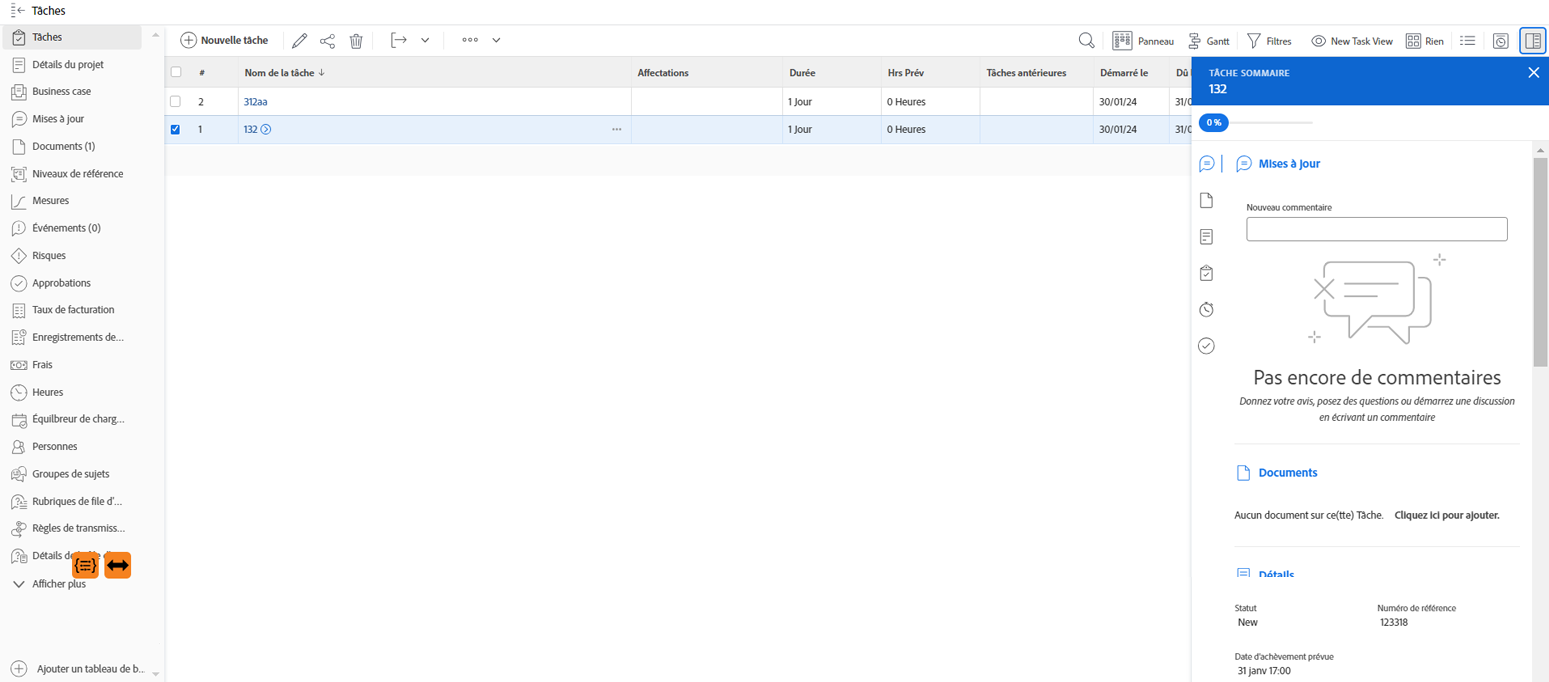 Tâches
Tâches
Détails du projet
Business case
Mises à jour
Documents (1)
Niveaux de référence
Mesures
Événements (0)
Risques
Approbations
Taux de facturation
Enregistrements de...
Frais
Heures
Équilbreur de charg...
Personnes
Groupes de sujets
Rubriques de file d'...
Règles de transmiss...
Détails de
Afficher plus
Ajouter un tableau de b...
Nouvelle tâche
Panneau
Gantt
Filtres
New Task View
Rien
# Nom de la tâche Affectations Durée Hrs Prév Tâches antérieures Démarré le Dû
2 312aa 1 Jour 0 Heures 30/01/24 31/0
1 132 1 Jour 0 Heures 30/01/24 31/0
TÂCHE SOMMAIRE
132
0 %
Mises à jour
Nouveau commentaire
Pas encore de commentaires
Donnez votre avis, posez des questions ou démarrez une discussion
en écrivant un commentaire
Documents
Aucun document sur ce(tte) Tâche. Cliquez ici pour ajouter.
Détails
Statut Numéro de référence
New 123318
Date d'achèvement prévue
31 janv 17:00